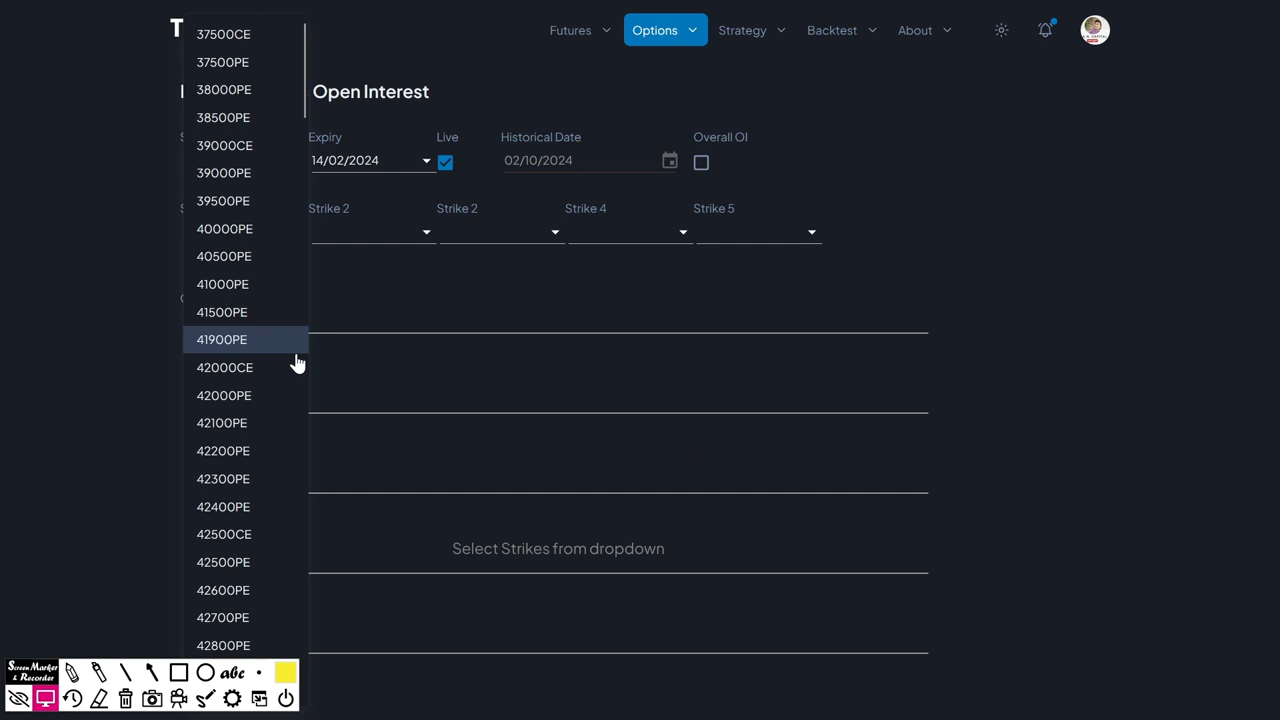 T
Futures
Options
Strategy
Backtest
About
Open Interest
Expiry
Live
Historical Date
Overall OI
14/02/2024
02/10/2024
Strike 2
Strike 2
Strike 4
Strike 5
37500CE
37500PE
38000PE
38500PE
39000CE
39000PE
39500PE
40000PE
40500PE
41000PE
41500PE
41900PE
42000CE
42000PE
42100PE
42200PE
42300PE
42400PE
42500CE
42500PE
42600PE
42700PE
42800PE
Select Strikes from dropdown
Screen Marker
& Recorder
abc